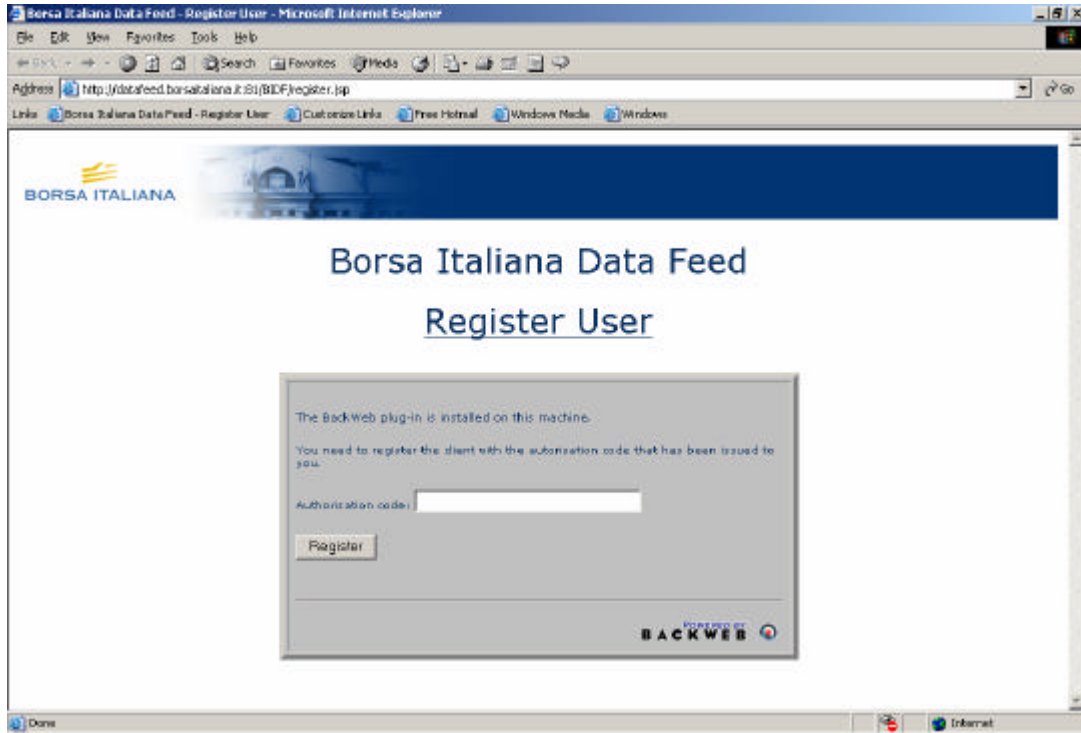 Borsa Italiana Data Feed - Register User - Microsoft Internet Explorer
File Edit View Favorites Tools Help
Search Favorites Media
Address http://datafeed.borsaitaliana.it:81/BIDF/register.jsp Go
Links Borsa Italiana Data Feed - Register User Customize Links Free Hotmail Windows Media Windows
BORSA ITALIANA
Borsa Italiana Data Feed
Register User
The BackWeb plug-in is installed on this machine.
You need to register the client with the autorisation code that has been issued to
you.
Authorisation code:
Register
POWERED BY
BACKWEB
Done Internet